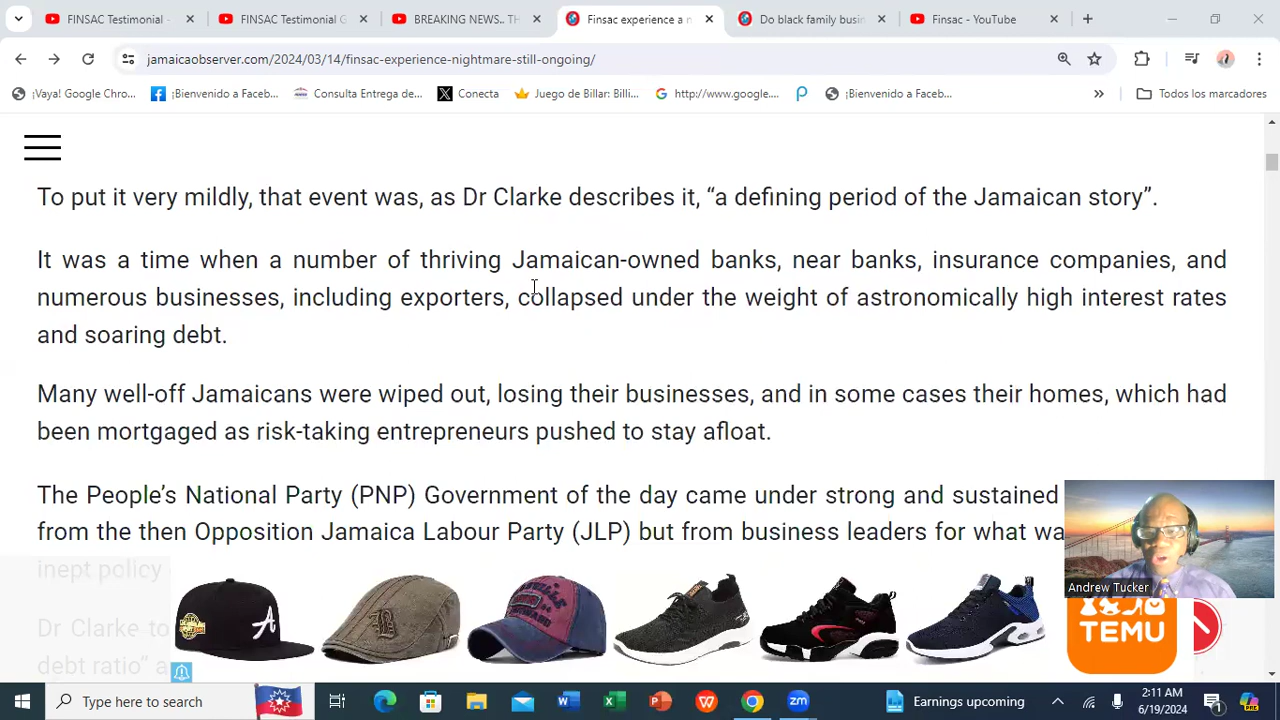 FINSAC Testimonial -
FINSAC Testimonial G
BREAKING NEWS.. TH
Finsac experience a n
Do black family busin
Finsac - YouTube
jamaicaobserver.com/2024/03/14/finsac-experience-nightmare-still-ongoing/
¡Vaya! Google Chro...
¡Bienvenido a Faceb...
Consulta Entrega de...
Conecta
Juego de Billar: Billi...
http://www.google....
¡Bienvenido a Faceb...
Todos los marcadores
To put it very mildly, that event was, as Dr Clarke describes it, “a defining period of the Jamaican story”.
It was a time when a number of thriving Jamaican-owned banks, near banks, insurance companies, and
numerous businesses, including exporters, collapsed under the weight of astronomically high interest rates
and soaring debt.
Many well-off Jamaicans were wiped out, losing their businesses, and in some cases their homes, which had
been mortgaged as risk-taking entrepreneurs pushed to stay afloat.
The People’s National Party (PNP) Government of the day came under strong and sustained
from the then Opposition Jamaica Labour Party (JLP) but from business leaders for what wa
inept policy
Dr Clarke to
debt ratio” a
Andrew Tucker
TEMU
Type here to search
Earnings upcoming
2:11 AM
6/19/2024